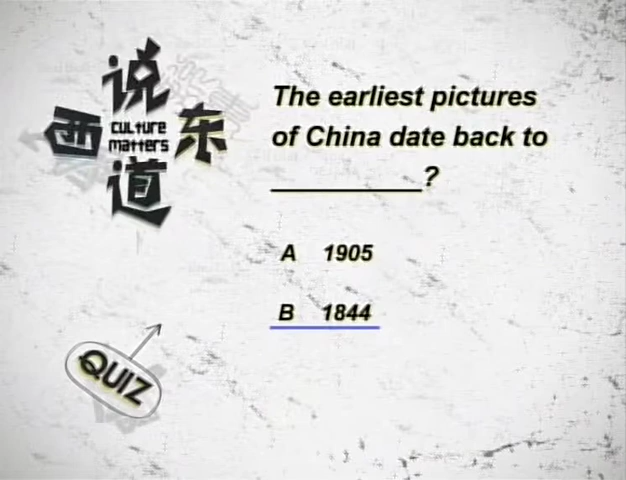 说
西 culture 东
matters
道
The earliest pictures
of China date back to
__________?
A 1905
B 1844
QUIZ